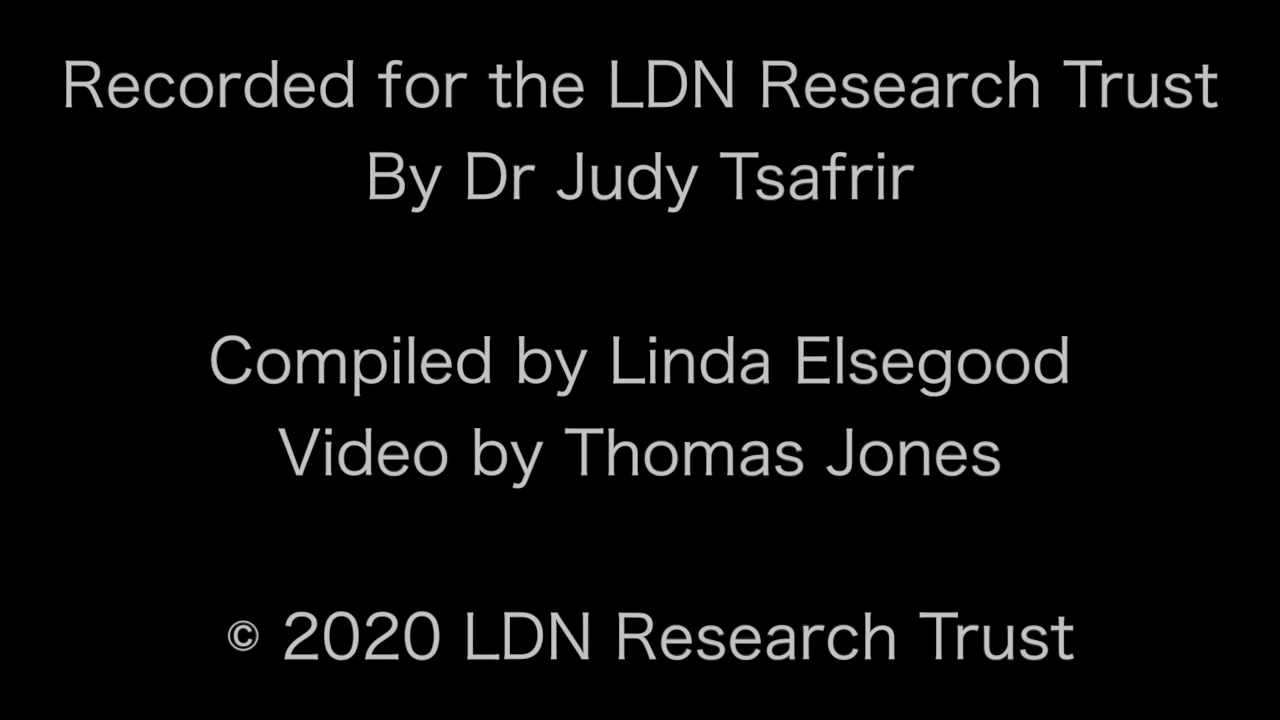 Recorded for the LDN Research Trust
By Dr Judy Tsafrir
Compiled by Linda Elsegood
Video by Thomas Jones
© 2020 LDN Research Trust